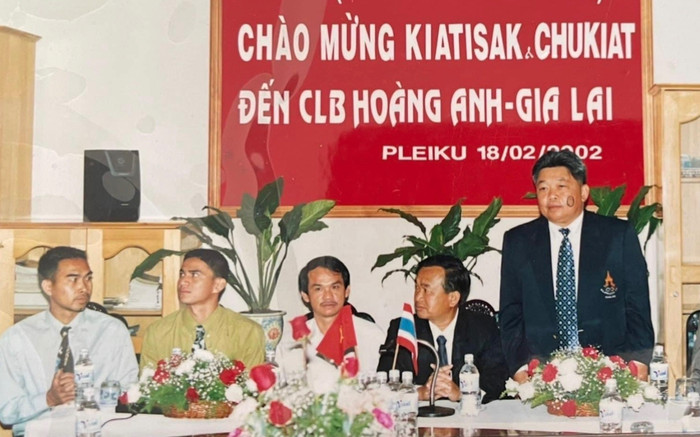 CHÀO MỪNG KIATISAK & CHUKIAT
ĐẾN CLB HOÀNG ANH-GIA LAI
PLEIKU 18/02/2002